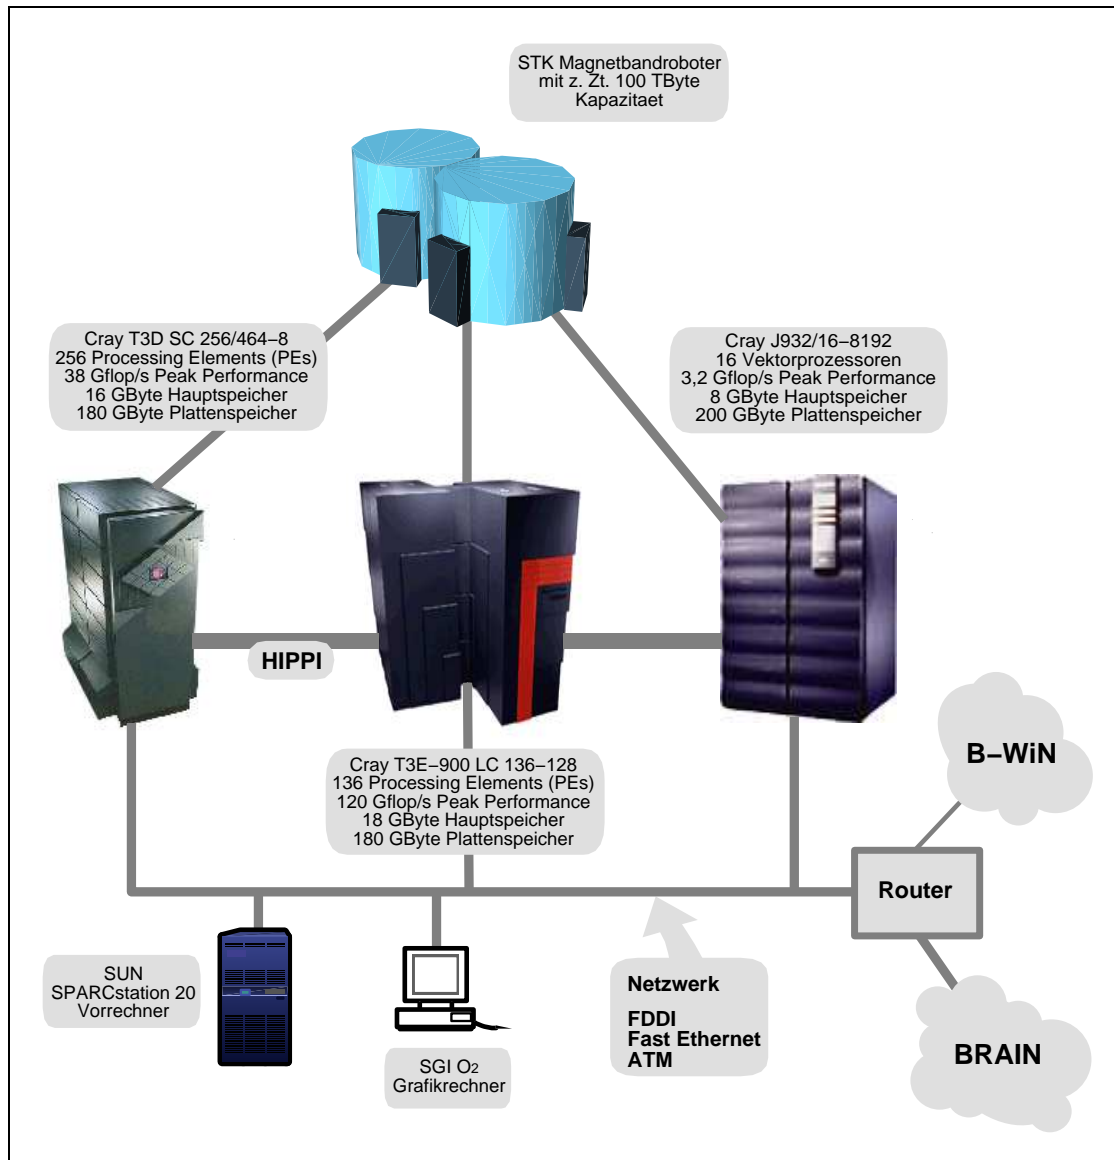 STK Magnetbandroboter
mit z. Zt. 100 TByte
Kapazitaet
Cray T3D SC 256/464−8
256 Processing Elements (PEs)
38 Gflop/s Peak Performance
16 GByte Hauptspeicher
180 GByte Plattenspeicher
Cray J932/16−8192
16 Vektorprozessoren
3,2 Gflop/s Peak Performance
8 GByte Hauptspeicher
200 GByte Plattenspeicher
HIPPI
Cray T3E−900 LC 136−128
136 Processing Elements (PEs)
120 Gflop/s Peak Performance
18 GByte Hauptspeicher
180 GByte Plattenspeicher
B−WiN
Router
SUN
SPARCstation 20
Vorrechner
SGI O2
Grafikrechner
Netzwerk
FDDI
Fast Ethernet
ATM
BRAIN